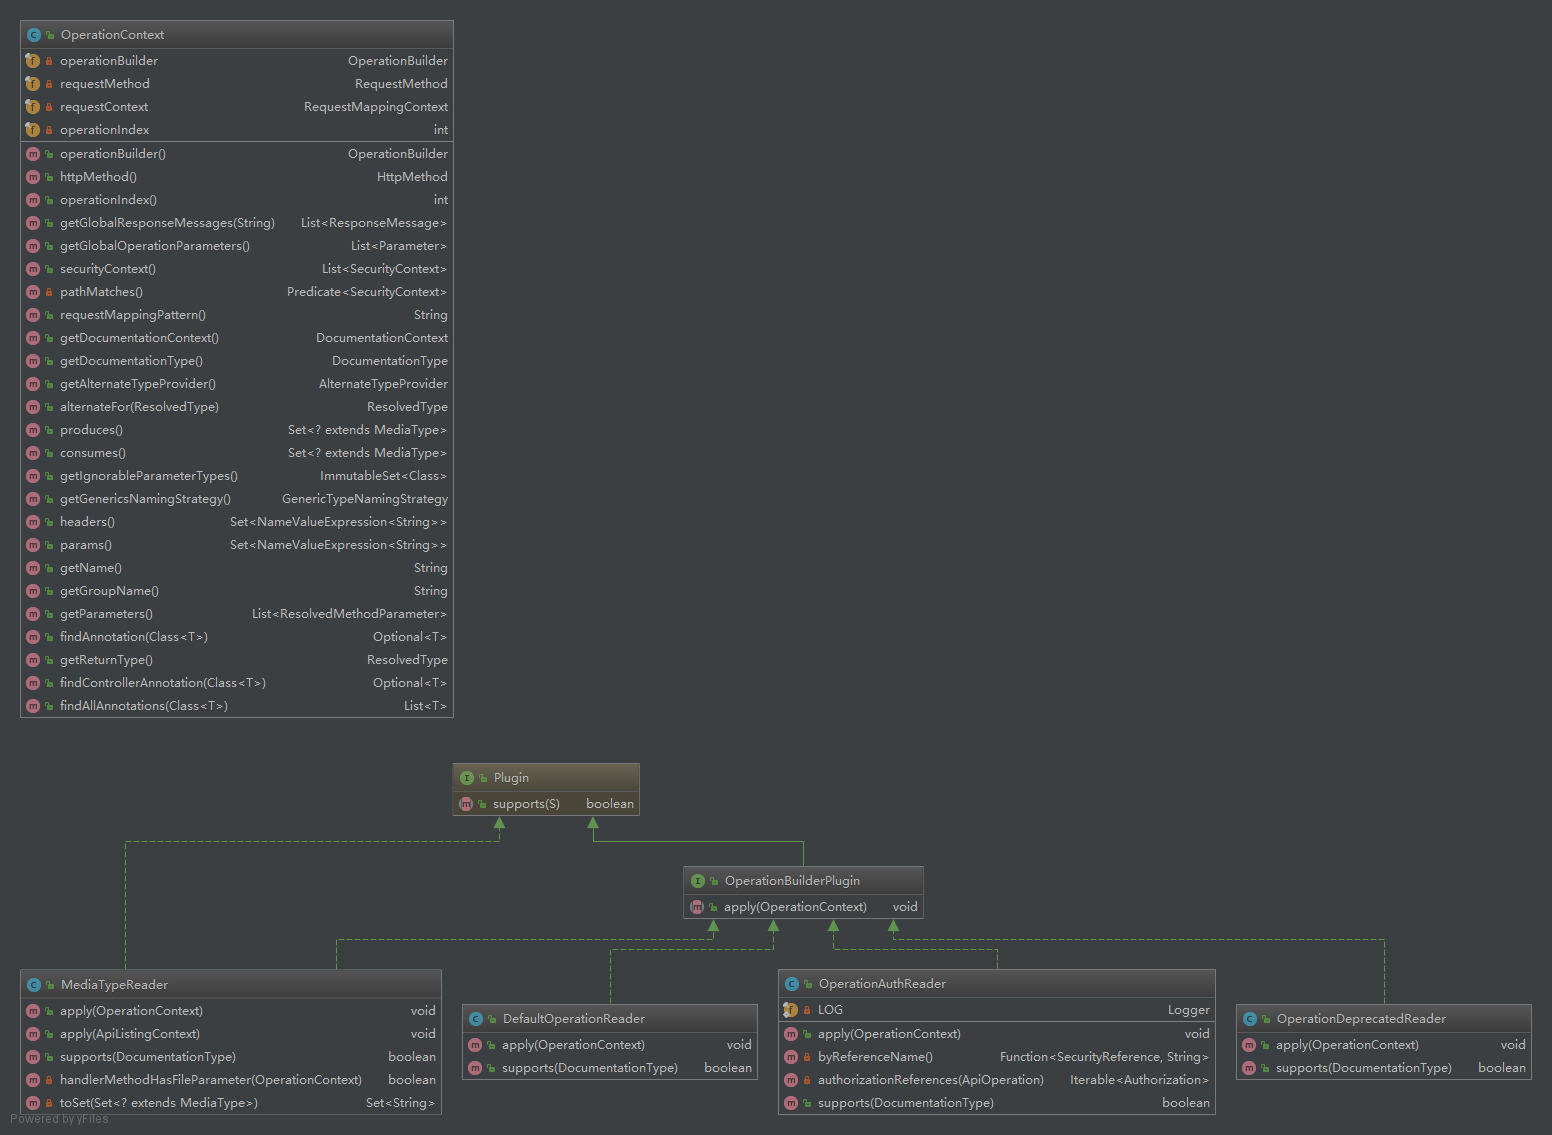 C OperationContext
f operationBuilder OperationBuilder
f requestMethod RequestMethod
f requestContext RequestMappingContext
f operationIndex int
m operationBuilder() OperationBuilder
m httpMethod() HttpMethod
m operationIndex() int
m getGlobalResponseMessages(String) List<ResponseMessage>
m getGlobalOperationParameters() List<Parameter>
m securityContext() List<SecurityContext>
m pathMatches() Predicate<SecurityContext>
m requestMappingPattern() String
m getDocumentationContext() DocumentationContext
m getDocumentationType() DocumentationType
m getAlternateTypeProvider() AlternateTypeProvider
m alternateFor(ResolvedType) ResolvedType
m produces() Set<? extends MediaType>
m consumes() Set<? extends MediaType>
m getIgnorableParameterTypes() ImmutableSet<Class>
m getGenericsNamingStrategy() GenericTypeNamingStrategy
m headers() Set<NameValueExpression<String>>
m params() Set<NameValueExpression<String>>
m getName() String
m getGroupName() String
m getParameters() List<ResolvedMethodParameter>
m findAnnotation(Class<T>) Optional<T>
m getReturnType() ResolvedType
m findControllerAnnotation(Class<T>) Optional<T>
m findAllAnnotations(Class<T>) List<T>
I Plugin
m supports(S) boolean
I OperationBuilderPlugin
m apply(OperationContext) void
C MediaTypeReader
m apply(OperationContext) void
m apply(ApiListingContext) void
m supports(DocumentationType) boolean
m handlerMethodHasFileParameter(OperationContext) boolean
m toSet(Set<? extends MediaType>) Set<String>
C DefaultOperationReader
m apply(OperationContext) void
m supports(DocumentationType) boolean
C OperationAuthReader
f LOG Logger
m apply(OperationContext) void
m byReferenceName() Function<SecurityReference, String>
m authorizationReferences(ApiOperation) Iterable<Authorization>
m supports(DocumentationType) boolean
C OperationDeprecatedReader
m apply(OperationContext) void
m supports(DocumentationType) boolean
Powered by yFiles